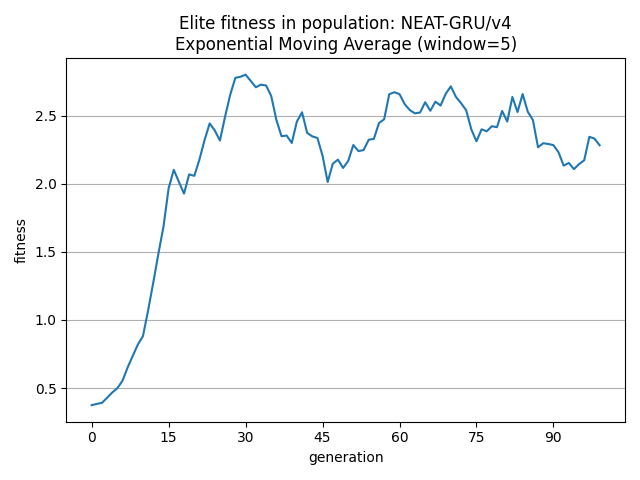 Elite fitness in population: NEAT-GRU/v4
Exponential Moving Average (window=5)
fitness
2.5
2.0
1.5
1.0
0.5
0 15 30 45 60 75 90
generation